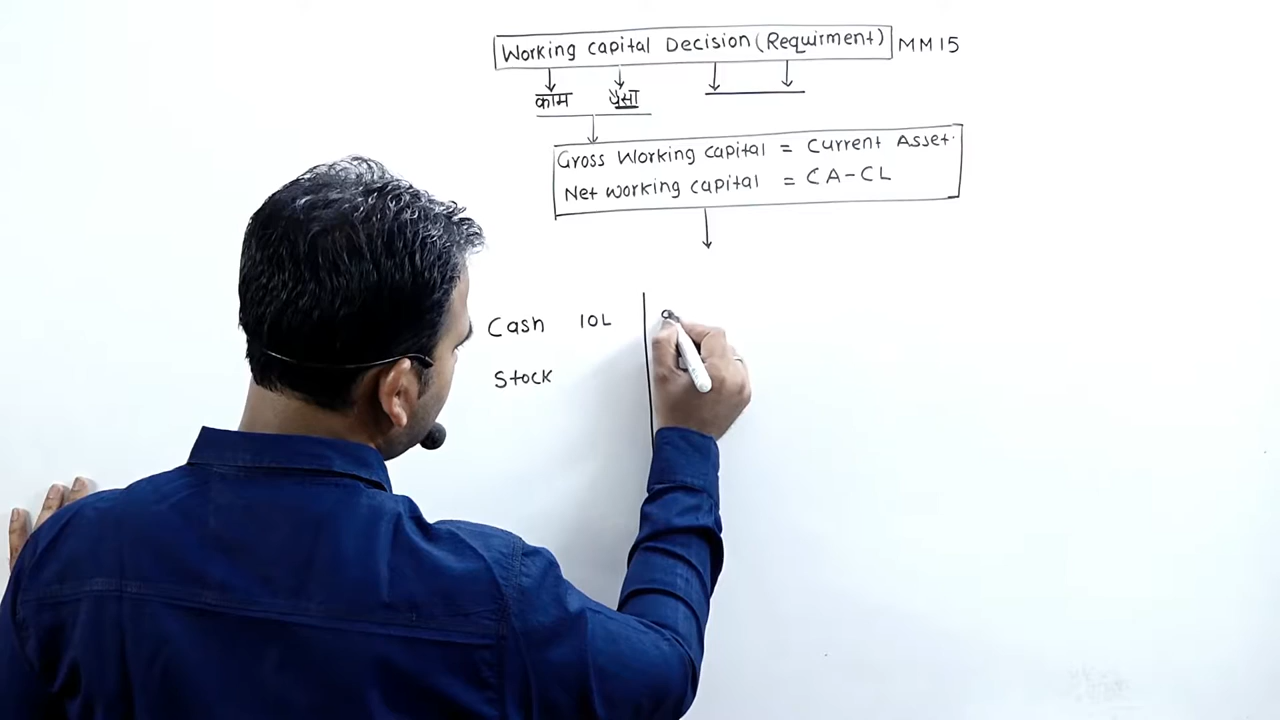 Working Capital Decision (Requirment) MM15
काम पैसा
Gross Working Capital = Current Asset.
Net working capital = CA-CL
Cash 10L
Stock